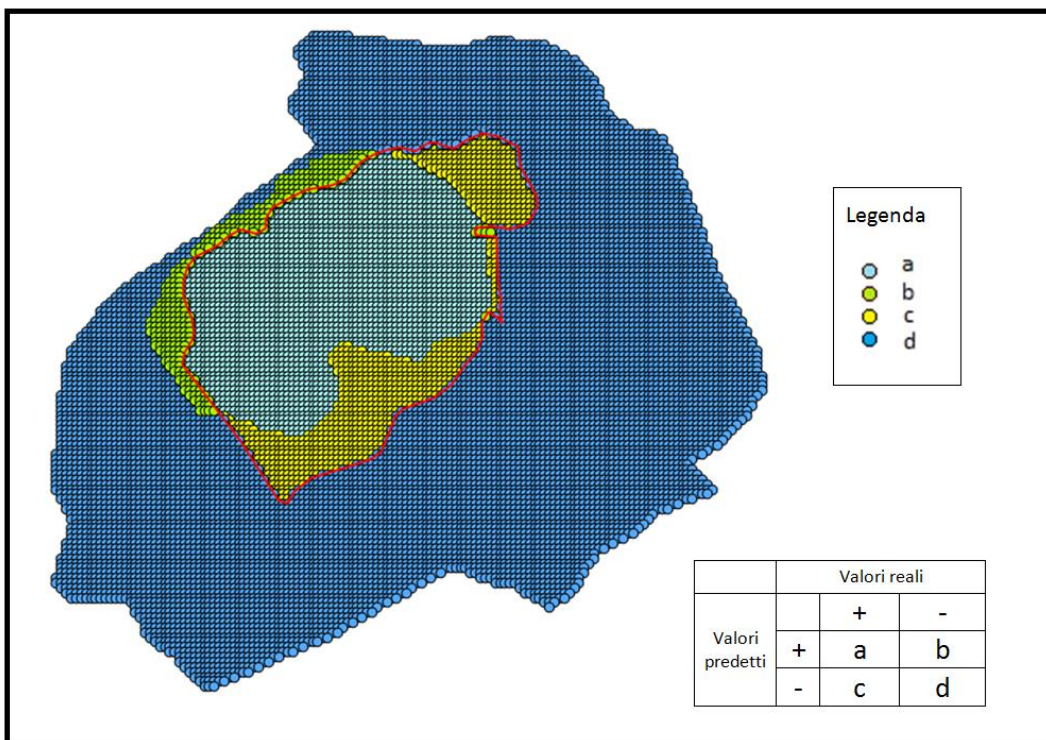 Legenda
a
b
c
d
Valori reali
+ -
Valori
predetti
+ a b
- c d